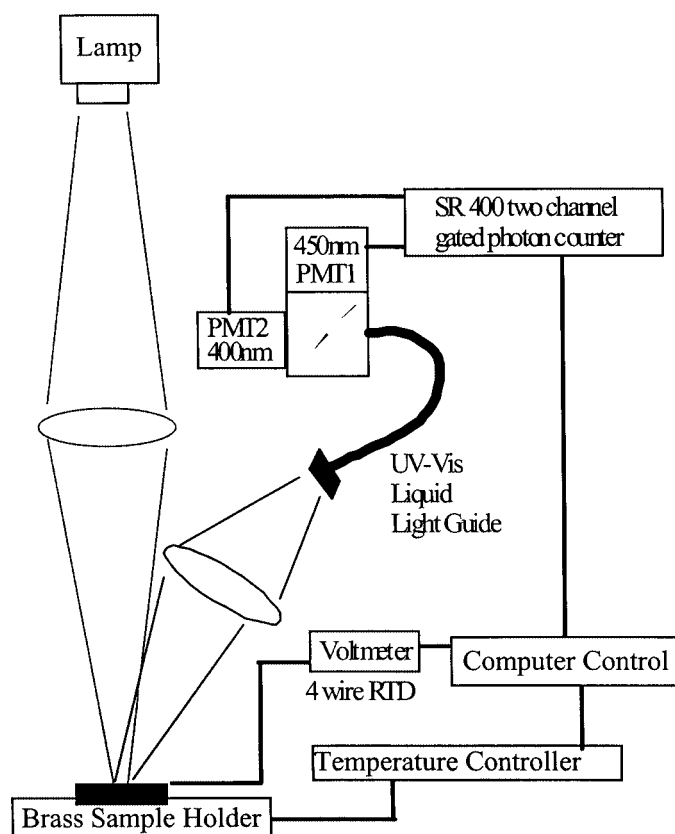 Lamp
SR 400 two channel
gated photon counter
450nm
PMT1
PMT2
400nm
UV-Vis
Liquid
Light Guide
Voltmeter
4 wire RTD
Computer Control
Temperature Controller
Brass Sample Holder